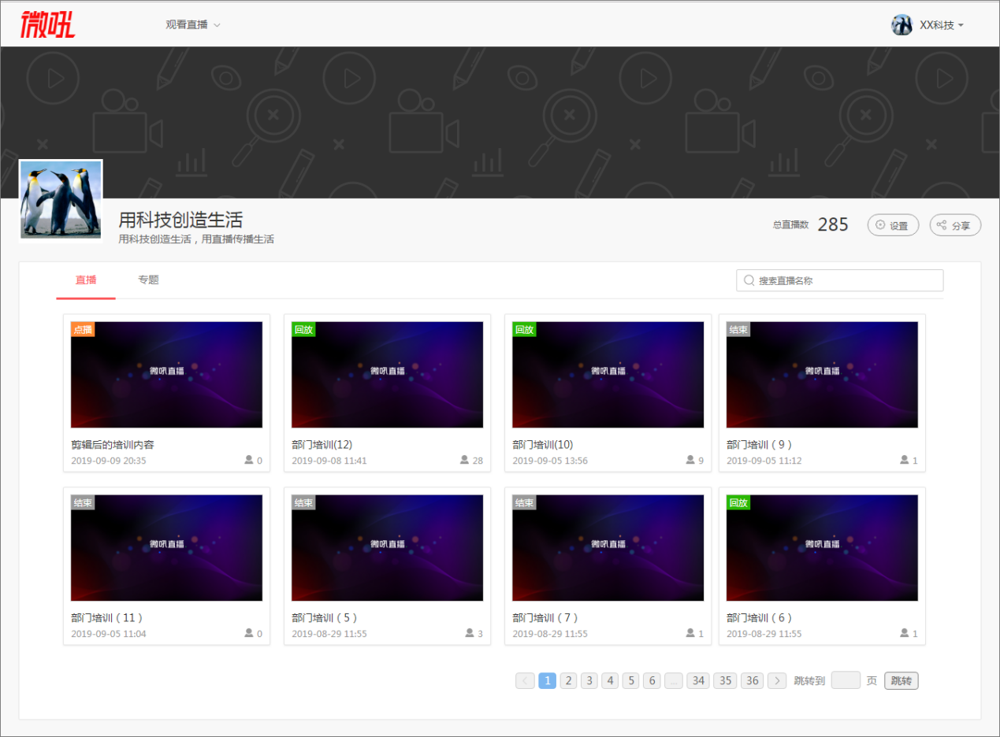 微吼
观看直播
XX科技
用科技创造生活
用科技创造生活，用直播传播生活
总直播数 285
设置
分享
直播
专题
搜索直播名称
点播
微吼直播
剪辑后的培训内容
2019-09-09 20:35
0
回放
微吼直播
部门培训(12)
2019-09-08 11:41
28
回放
微吼直播
部门培训(10)
2019-09-05 13:56
9
结束
微吼直播
部门培训（9）
2019-09-05 11:12
1
结束
微吼直播
部门培训（11）
2019-09-05 11:04
0
结束
微吼直播
部门培训（5）
2019-08-29 11:55
3
结束
微吼直播
部门培训（7）
2019-08-29 11:55
1
回放
微吼直播
部门培训（6）
2019-08-29 11:55
1
< 1 2 3 4 5 6 ... 34 35 36 > 跳转到 页 跳转